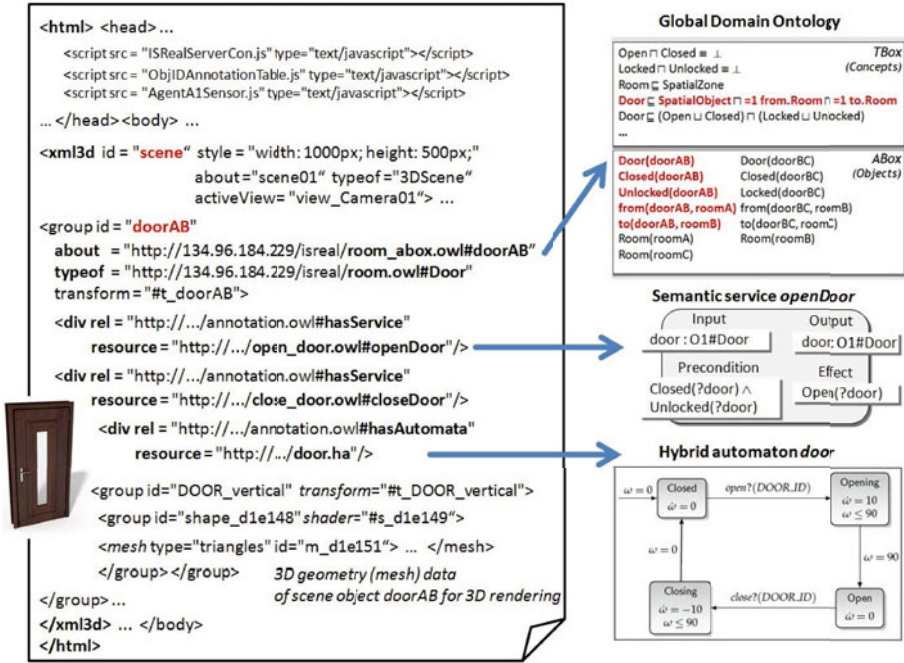 <html> <head> ...
<script src = "ISRealServerCon.js" type="text/javascript"></script>
<script src = "ObjIDAnnotationTable.js" type="text/javascript"></script>
<script src = "AgentA1Sensor.js" type="text/javascript"></script>
... </head><body> ...
<xml3d id = "scene“ style = "width: 1000px; height: 500px;"
about = "scene01“ typeof = "3DScene“
activeView= "view_Camera01“> ...
<group id = "doorAB"
about = "http://134.96.184.229/isreal/room_abox.owl#doorAB”
typeof = "http://134.96.184.229/isreal/room.owl#Door"
transform = "#t_doorAB">
<div rel = "http://.../annotation.owl#hasService"
resource = "http://.../open_door.owl#openDoor"/>
<div rel = "http://.../annotation.owl#hasService"
resource = "http://.../close_door.owl#closeDoor"/>
<div rel = "http://.../annotation.owl#hasAutomata"
resource = "http://.../door.ha"/>
<group id="DOOR_vertical" transform="#t_DOOR_vertical">
<group id="shape_d1e148" shader="#s_d1e149“>
<mesh type="triangles" id="m_d1e151“> ... </mesh>
</group></group> 3D geometry (mesh) data
of scene object doorAB for 3D rendering
</group>...
</xml3d> ... </body>
</html>
Global Domain Ontology
Open ⊓ Closed ≡ ⊥ TBox
Locked ⊓ Unlocked ≡ ⊥ (Concepts)
Room ⊑ SpatialZone
Door ⊑ SpatialObject ⊓ =1 from.Room ⊓ =1 to.Room
Door ⊑ (Open ⊔ Closed) ⊓ (Locked ⊔ Unocked)
...
Door(doorAB) Door(doorBC) ABox
Closed(doorAB) Closed(doorBC) (Objects)
Unlocked(doorAB) Locked(doorBC)
from(doorAB, roomA) from(doorBC, roomB)
to(doorAB, roomB) to(doorBC, roomC)
Room(roomA) Room(roomB)
Room(roomC)
Semantic service openDoor
Input Output
door : O1#Door door: O1#Door
Precondition Effect
Closed(?door) ∧ Open(?door)
Unlocked(?door)
Hybrid automaton door
ω = 0 Closed open?(DOOR_ID) Opening
ω̇ = 0 ω̇ = 10
ω ≤ 90
ω = 0 ω = 90
Closing close?(DOOR_ID) Open
ω̇ = −10 ω̇ = 0
ω ≤ 90